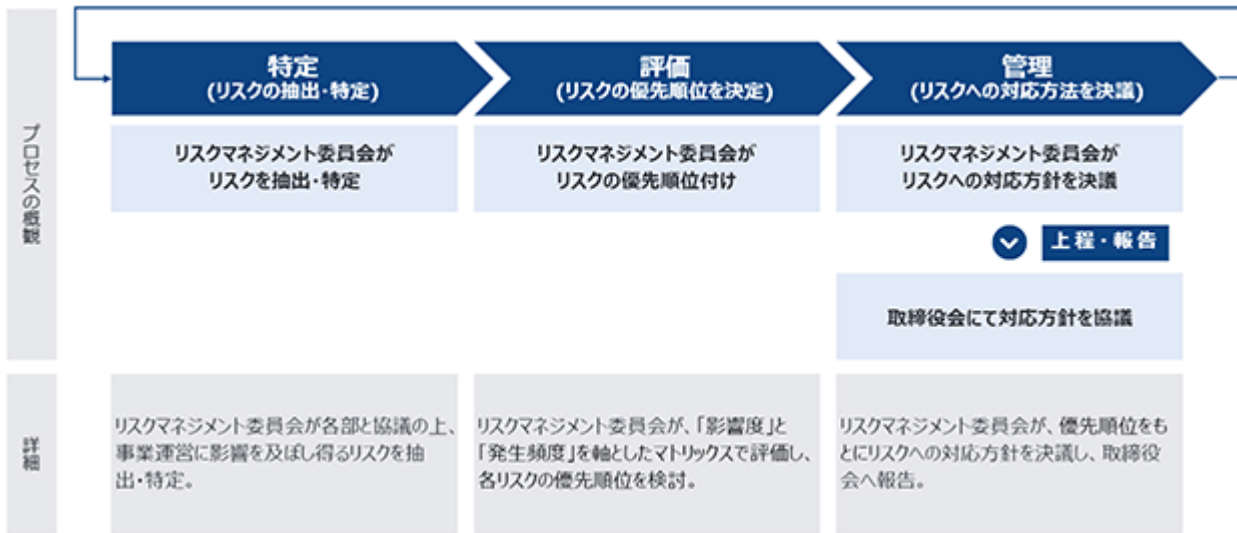 特定
(リスクの抽出・特定)
評価
(リスクの優先順位を決定)
管理
(リスクへの対応方法を決議)
プロセスの概観
リスクマネジメント委員会が
リスクを抽出・特定
リスクマネジメント委員会が
リスクの優先順位付け
リスクマネジメント委員会が
リスクへの対応方針を決議
上程・報告
取締役会にて対応方針を協議
詳細
リスクマネジメント委員会が各部と協議の上、
事業運営に影響を及ぼし得るリスクを抽
出・特定。
リスクマネジメント委員会が、「影響度」と
「発生頻度」を軸としたマトリックスで評価し、
各リスクの優先順位を検討。
リスクマネジメント委員会が、優先順位をも
とにリスクへの対応方針を決議し、取締役
会へ報告。